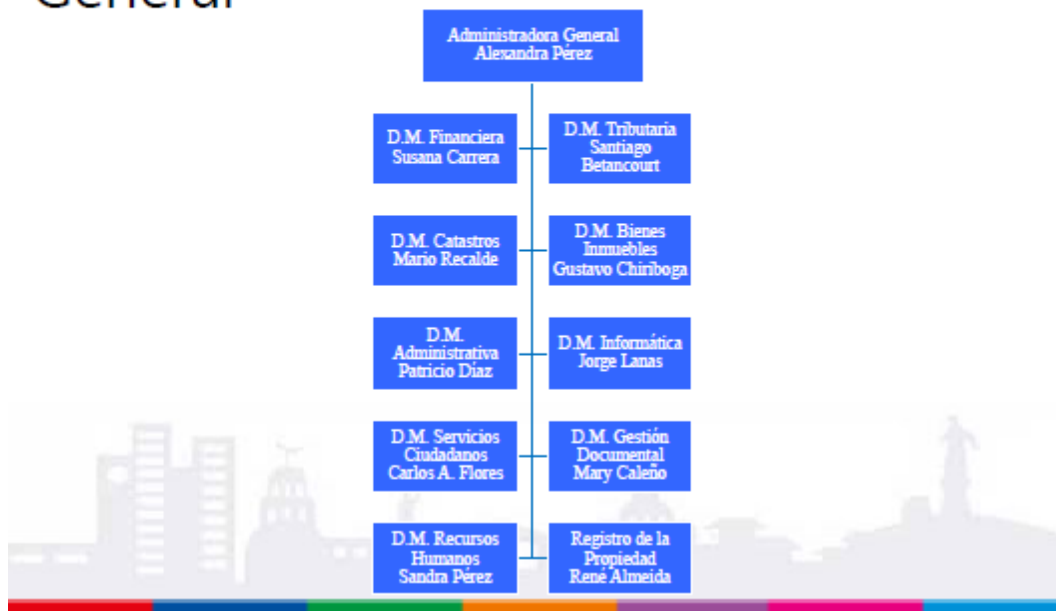 General
Administradora General
Alexandra Pérez
D.M. Financiera
Susana Carrera
D.M. Tributaria
Santiago
Betancourt
D.M. Catastros
Mario Recalde
D.M. Bienes
Inmuebles
Gustavo Chiriboga
D.M.
Administrativa
Patricio Díaz
D.M. Informática
Jorge Lanas
D.M. Servicios
Ciudadanos
Carlos A. Flores
D.M. Gestión
Documental
Mary Caleño
D.M. Recursos
Humanos
Sandra Pérez
Registro de la
Propiedad
René Almeida